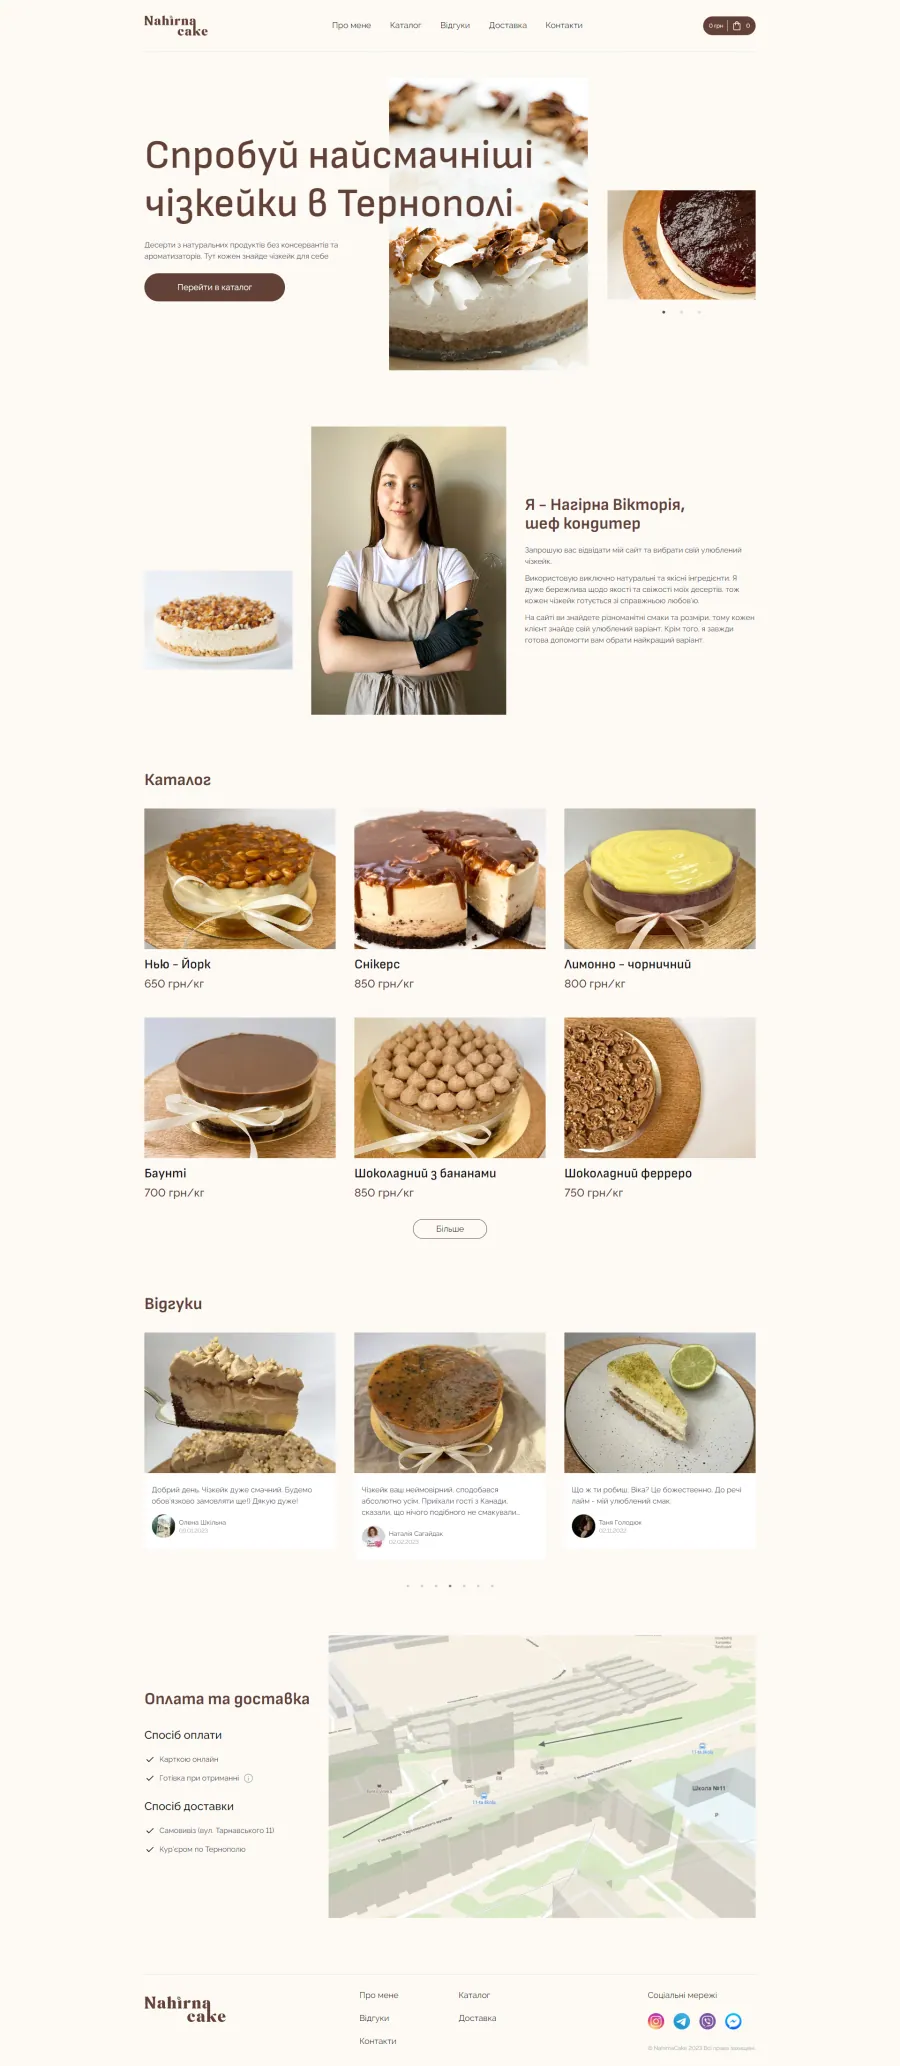 Nahirna
cake
Про мене Каталог Відгуки Доставка Контакти
0 грн 0
Спробуй найсмачніші
чізкейки в Тернополі
Десерти з натуральних продуктів без консервантів та
ароматизаторів. Тут кожен знайде чізкейк для себе
Перейти в каталог
Я - Нагірна Вікторія,
шеф кондитер
Запрошую вас відвідати мій сайт та вибрати свій улюблений
чізкейк.
Використовую виключно натуральні та якісні інгредієнти. Я
дуже бережлива щодо якості та свіжості моїх десертів, тож
кожен чізкейк готується зі справжньою любов'ю.
На сайті ви знайдете різноманітні смаки та розміри, тому кожен
клієнт знайде свій улюблений варіант. Крім того, я завжди
готова допомогти вам обрати найкращий варіант.
Каталог
Нью - Йорк
650 грн/кг
Снікерс
850 грн/кг
Лимонно - чорничний
800 грн/кг
Баунті
700 грн/кг
Шоколадний з бананами
850 грн/кг
Шоколадний ферреро
750 грн/кг
Більше
Відгуки
Добрий день. Чізкейк дуже смачний. Будемо
обов'язково замовляти ще!) Дякую дуже!
Олена Шкільна
Чізкейк ваш неймовірний, сподобався
абсолютно усім. Приїхали гості з Канади,
сказали, що нічого подібного не смакували...
Наталія Сагайдак
02.02.2023
Що ж ти робиш, Віка? Це божественно. До речі
лайм - мій улюблений смак
Таня Голодюк
02.11.2022
Оплата та доставка
Спосіб оплати
Карткою онлайн
Готівка при отриманні
Спосіб доставки
Самовивіз (вул. Тарнавського 11)
Кур'єром по Тернополю
Школа №11
P
Nahirna
cake
Про мене Каталог
Відгуки Доставка
Контакти
Соціальні мережі
© NahirnaCake 2023 Всі права захищені